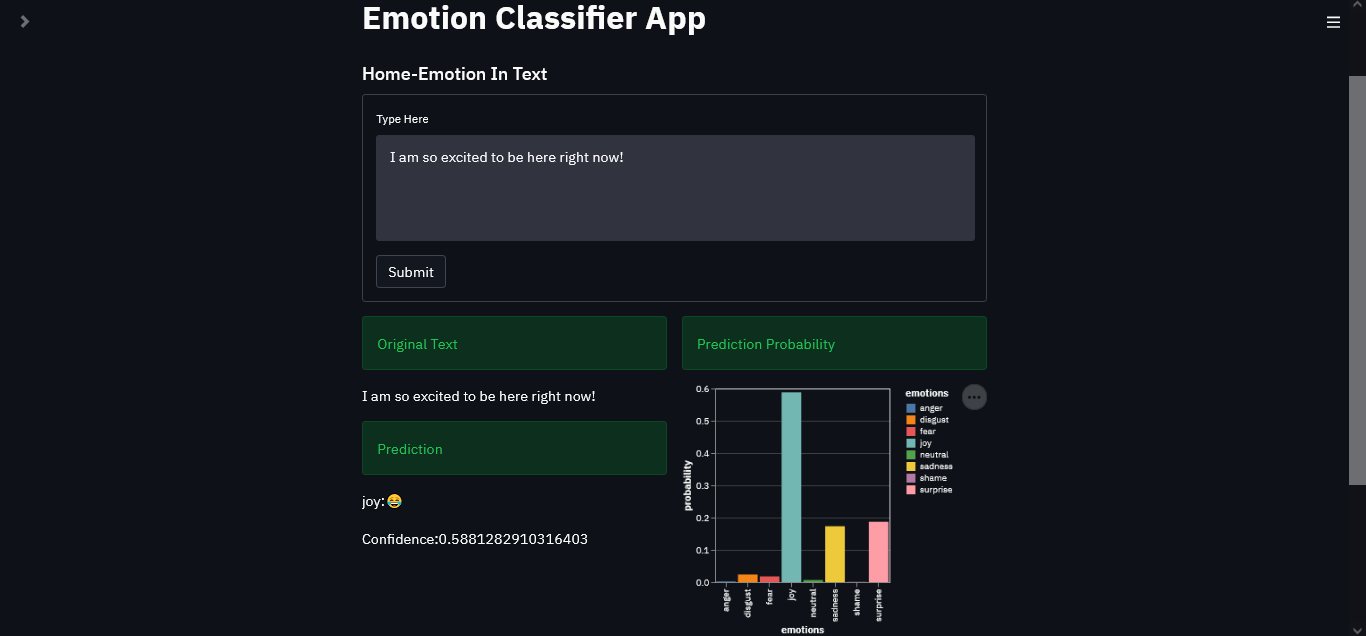 Emotion Classifier App
Home-Emotion In Text
Type Here
I am so excited to be here right now!
Submit
Original Text
Prediction Probability
I am so excited to be here right now!
Prediction
joy:😂
Confidence:0.5881282910316403
0.6
0.5
0.4
0.3
0.2
0.1
0.0
probability
anger
disgust
fear
joy
neutral
sadness
shame
surprise
emotions
emotions
anger
disgust
fear
joy
neutral
sadness
shame
surprise